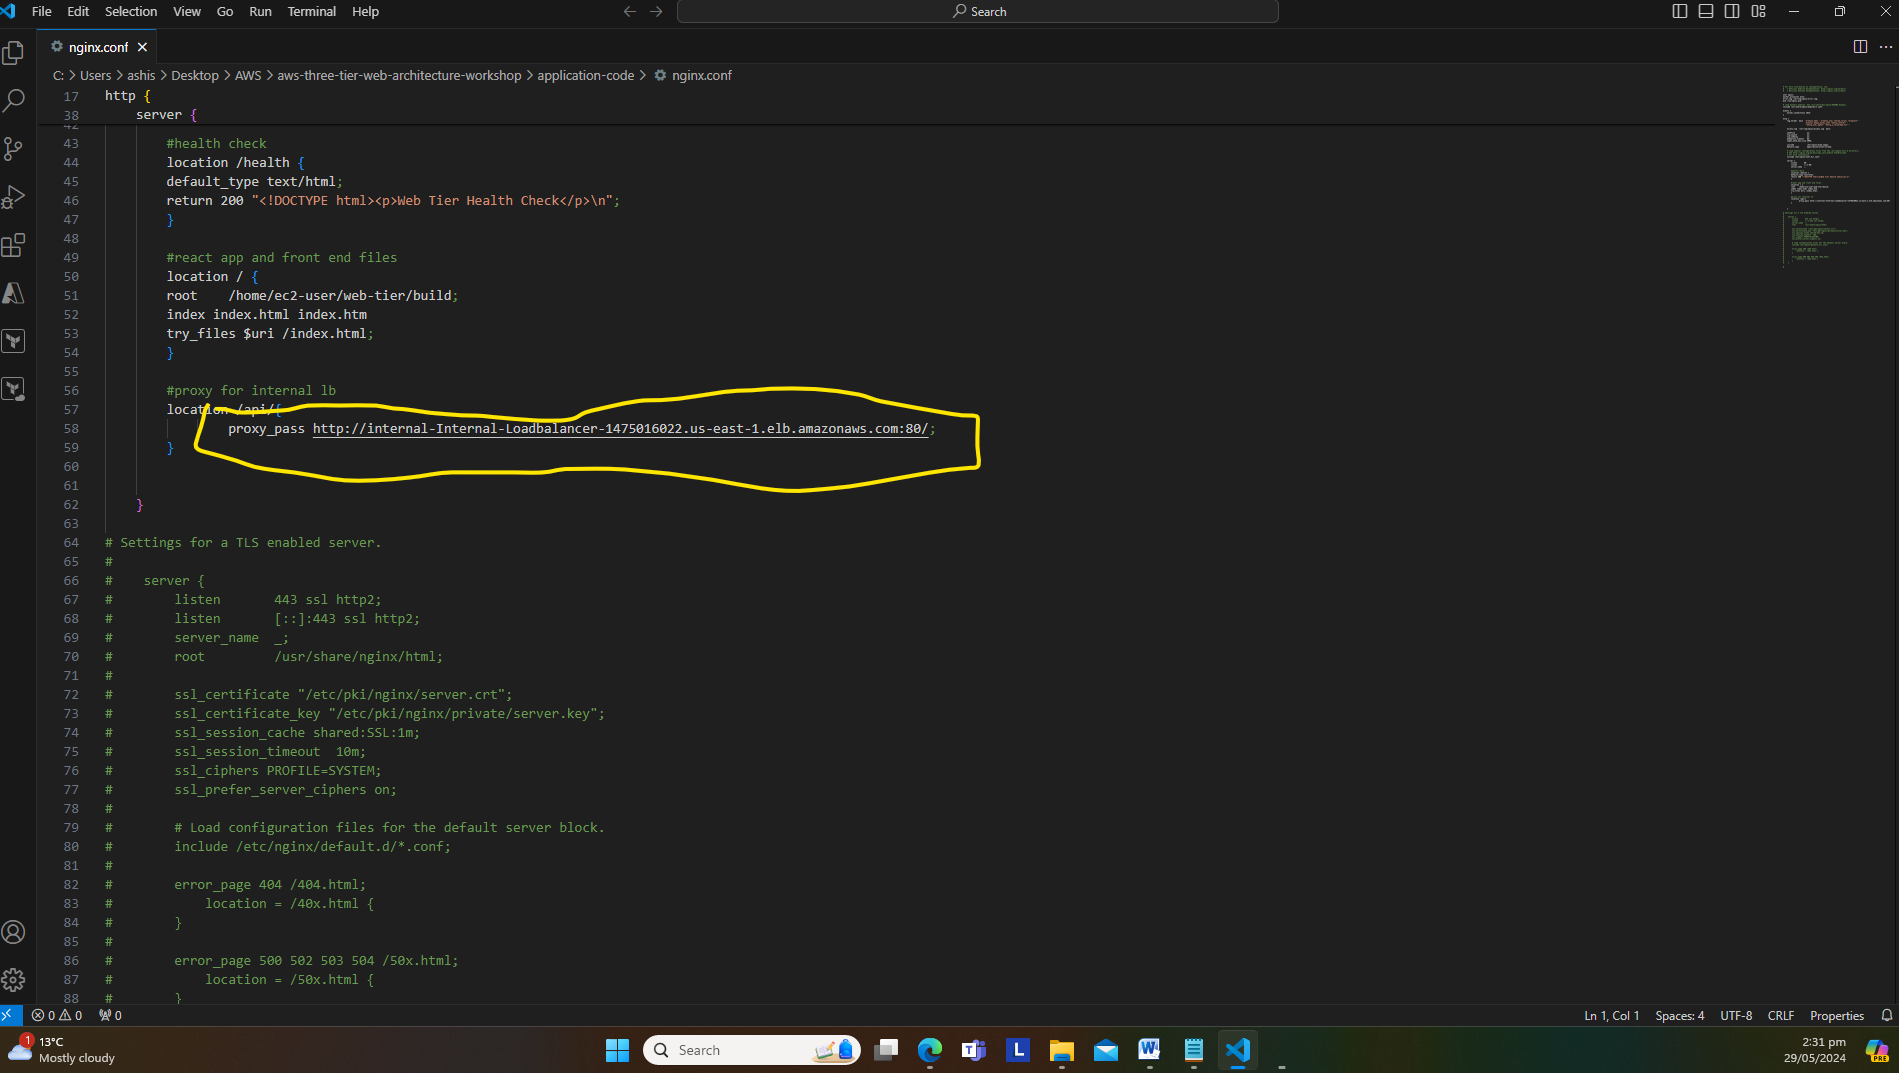 File Edit Selection View Go Run Terminal Help
Search
nginx.conf
C: > Users > ashis > Desktop > AWS > aws-three-tier-web-architecture-workshop > application-code > nginx.conf
17 http {
38 server {
42
43 #health check
44 location /health {
45 default_type text/html;
46 return 200 "<!DOCTYPE html><p>Web Tier Health Check</p>\n";
47 }
48
49 #react app and front end files
50 location / {
51 root    /home/ec2-user/web-tier/build;
52 index index.html index.htm
53 try_files $uri /index.html;
54 }
55
56 #proxy for internal lb
57 location /api/{
58 proxy_pass http://internal-Internal-Loadbalancer-1475016022.us-east-1.elb.amazonaws.com:80/;
59 }
60
61
62 }
63
64 # Settings for a TLS enabled server.
65 #
66 #    server {
67 #        listen       443 ssl http2;
68 #        listen       [::]:443 ssl http2;
69 #        server_name  _;
70 #        root         /usr/share/nginx/html;
71 #
72 #        ssl_certificate "/etc/pki/nginx/server.crt";
73 #        ssl_certificate_key "/etc/pki/nginx/private/server.key";
74 #        ssl_session_cache shared:SSL:1m;
75 #        ssl_session_timeout  10m;
76 #        ssl_ciphers PROFILE=SYSTEM;
77 #        ssl_prefer_server_ciphers on;
78 #
79 #        # Load configuration files for the default server block.
80 #        include /etc/nginx/default.d/*.conf;
81 #
82 #        error_page 404 /404.html;
83 #            location = /40x.html {
84 #        }
85 #
86 #        error_page 500 502 503 504 /50x.html;
87 #            location = /50x.html {
88 #        }
0 0 0
Ln 1, Col 1 Spaces: 4 UTF-8 CRLF Properties
1
13°C
Mostly cloudy
Search
L
W
PRE
2:31 pm
29/05/2024